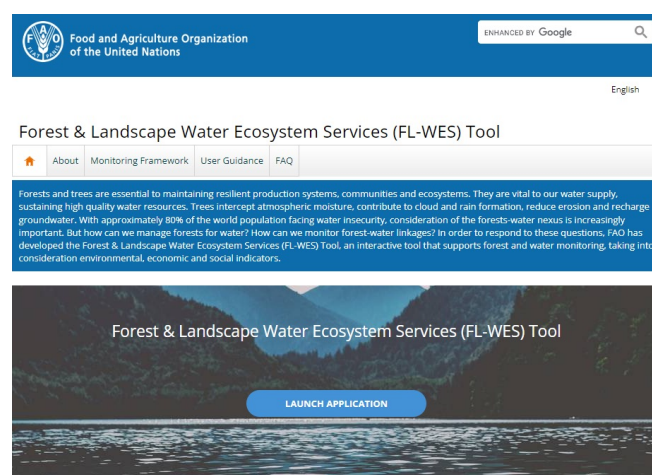 Food and Agriculture Organization
of the United Nations
ENHANCED BY Google
English
Forest & Landscape Water Ecosystem Services (FL-WES) Tool
About Monitoring Framework User Guidance FAQ
Forests and trees are essential to maintaining resilient production systems, communities and ecosystems. They are vital to our water supply,
sustaining high quality water resources. Trees intercept atmospheric moisture, contribute to cloud and rain formation, reduce erosion and recharge
groundwater. With approximately 80% of the world population facing water insecurity, consideration of the forests-water nexus is increasingly
important. But how can we manage forests for water? How can we monitor forest-water linkages? In order to respond to these questions, FAO has
developed the Forest & Landscape Water Ecosystem Services (FL-WES) Tool, an interactive tool that supports forest and water monitoring, taking into
consideration environmental, economic and social indicators.
Forest & Landscape Water Ecosystem Services (FL-WES) Tool
LAUNCH APPLICATION